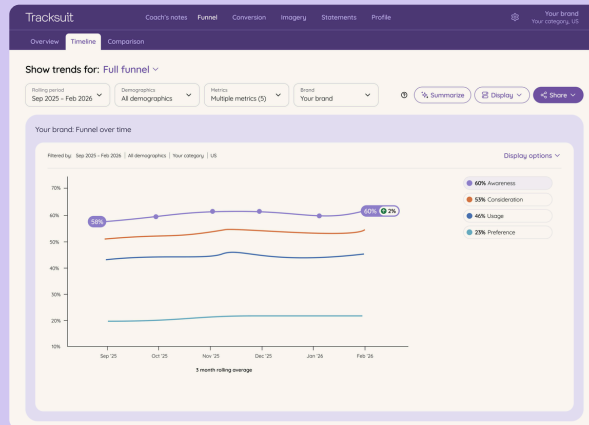 Tracksuit
Coach's notes Funnel Conversion Imagery Statements Profile
Your brand
Your category, US
Overview Timeline Comparison
Show trends for: Full funnel
Rolling period
Sep 2025 – Feb 2026
Demographics
All demographics
Metrics
Multiple metrics (5)
Brand
Your brand
Summarize
Display
Share
Your brand: Funnel over time
Filtered by: Sep 2025 – Feb 2026 | All demographics | Your category | US
Display options
70%
60%
50%
40%
30%
20%
10%
58%
60% 2%
60% Awareness
53% Consideration
46% Usage
23% Preference
Sep '25 Oct '25 Nov '25 Dec '25 Jan '26 Feb '26
3 month rolling average